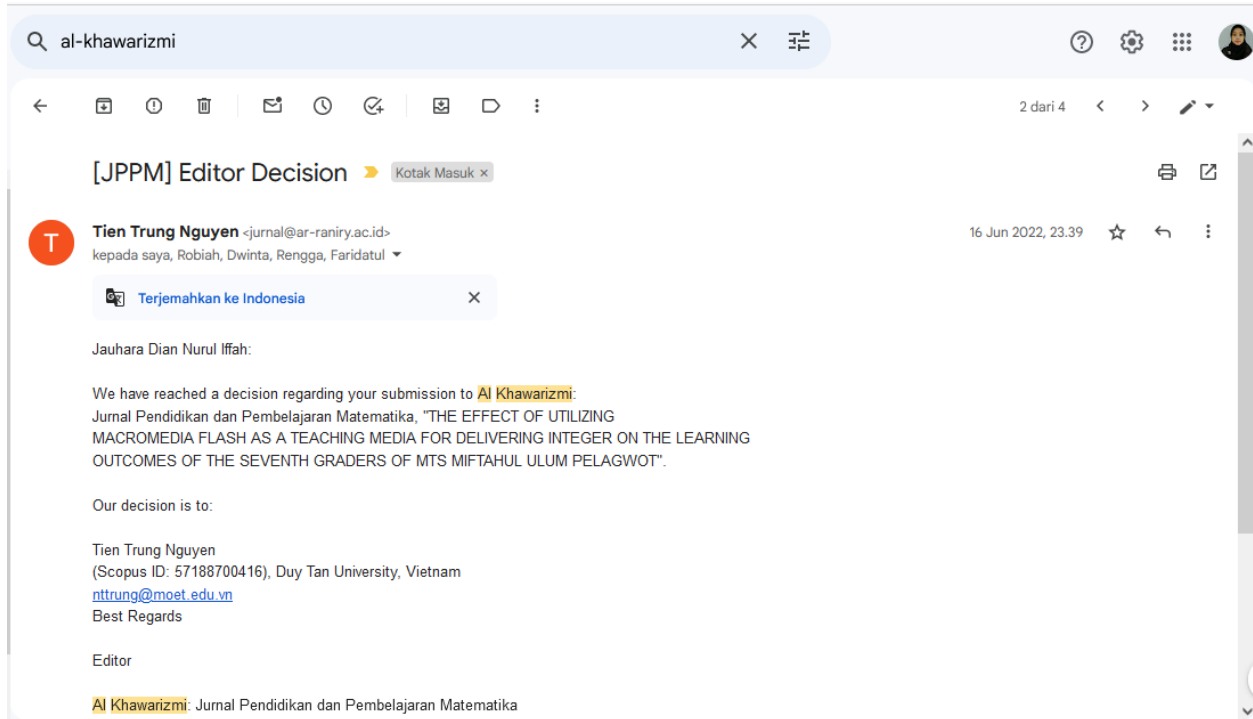 al-khawarizmi
2 dari 4
[JPPM] Editor Decision Kotak Masuk ×
T
Tien Trung Nguyen <jurnal@ar-raniry.ac.id> 16 Jun 2022, 23.39
kepada saya, Robiah, Dwinta, Rengga, Faridatul
Terjemahkan ke Indonesia
Jauhara Dian Nurul Iffah:
We have reached a decision regarding your submission to Al Khawarizmi:
Jurnal Pendidikan dan Pembelajaran Matematika, "THE EFFECT OF UTILIZING
MACROMEDIA FLASH AS A TEACHING MEDIA FOR DELIVERING INTEGER ON THE LEARNING
OUTCOMES OF THE SEVENTH GRADERS OF MTS MIFTAHUL ULUM PELAGWOT".
Our decision is to:
Tien Trung Nguyen
(Scopus ID: 57188700416), Duy Tan University, Vietnam
nttrung@moet.edu.vn
Best Regards
Editor
Al Khawarizmi: Jurnal Pendidikan dan Pembelajaran Matematika